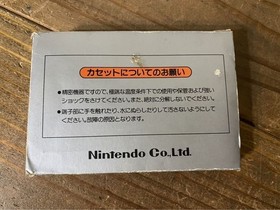 カセットについてのお願い
●精密機器ですので、極端な温度条件下での使用や保管および強い
ショックをさけてください。また、絶対に分解しないでください。
●端子部に手を触れたり、水にぬらしたりして汚さないようにして
ください。故障の原因となります。
Nintendo Co.,Ltd.